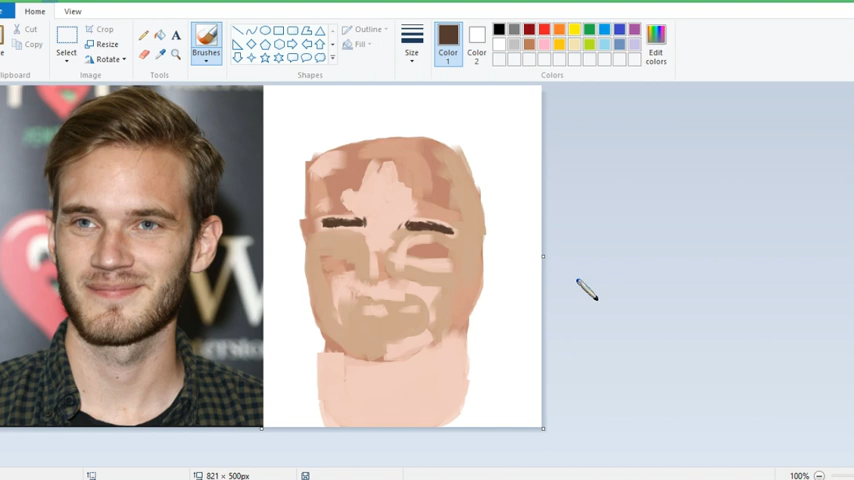 Home View
Cut
Copy
lipboard
Select
Crop
Resize
Rotate
Image
A
Tools
Brushes
Shapes
Outline
Fill
Size
Color
1
Color
2
Edit
colors
Colors
W
821 × 500px
100%